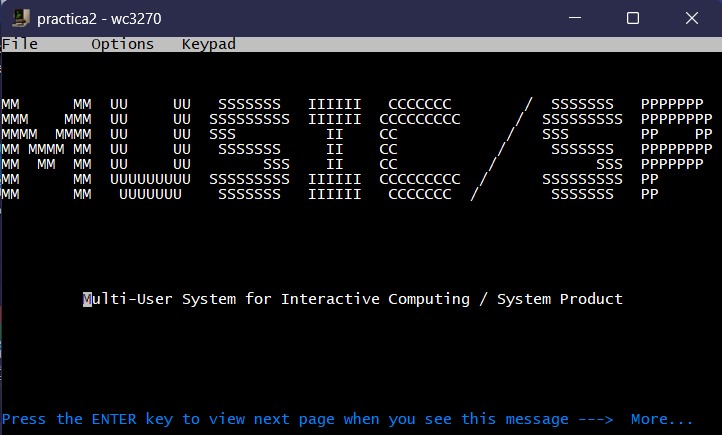 practica2 - wc3270
File      Options   Keypad
MM      MM  UU     UU   SSSSSSS  IIIIII   CCCCCCC        /  SSSSSSS   PPPPPPP
MMM    MMM  UU     UU  SSSSSSSSS IIIIII  CCCCCCCCC      /  SSSSSSSSS  PPPPPPPP
MMMM  MMMM  UU     UU  SSS         II    CC            /   SSS        PP    PP
MM MMMM MM  UU     UU   SSSSSSS    II    CC           /     SSSSSSS   PPPPPPPP
MM  MM  MM  UU     UU       SSS    II    CC          /          SSS  PPPPPPP
MM      MM  UUUUUUUUU  SSSSSSSSS IIIIII  CCCCCCCCC  /      SSSSSSSSS  PP
MM      MM   UUUUUUU    SSSSSSS  IIIIII   CCCCCCC  /        SSSSSSS   PP
Multi-User System for Interactive Computing / System Product
Press the ENTER key to view next page when you see this message --->  More...